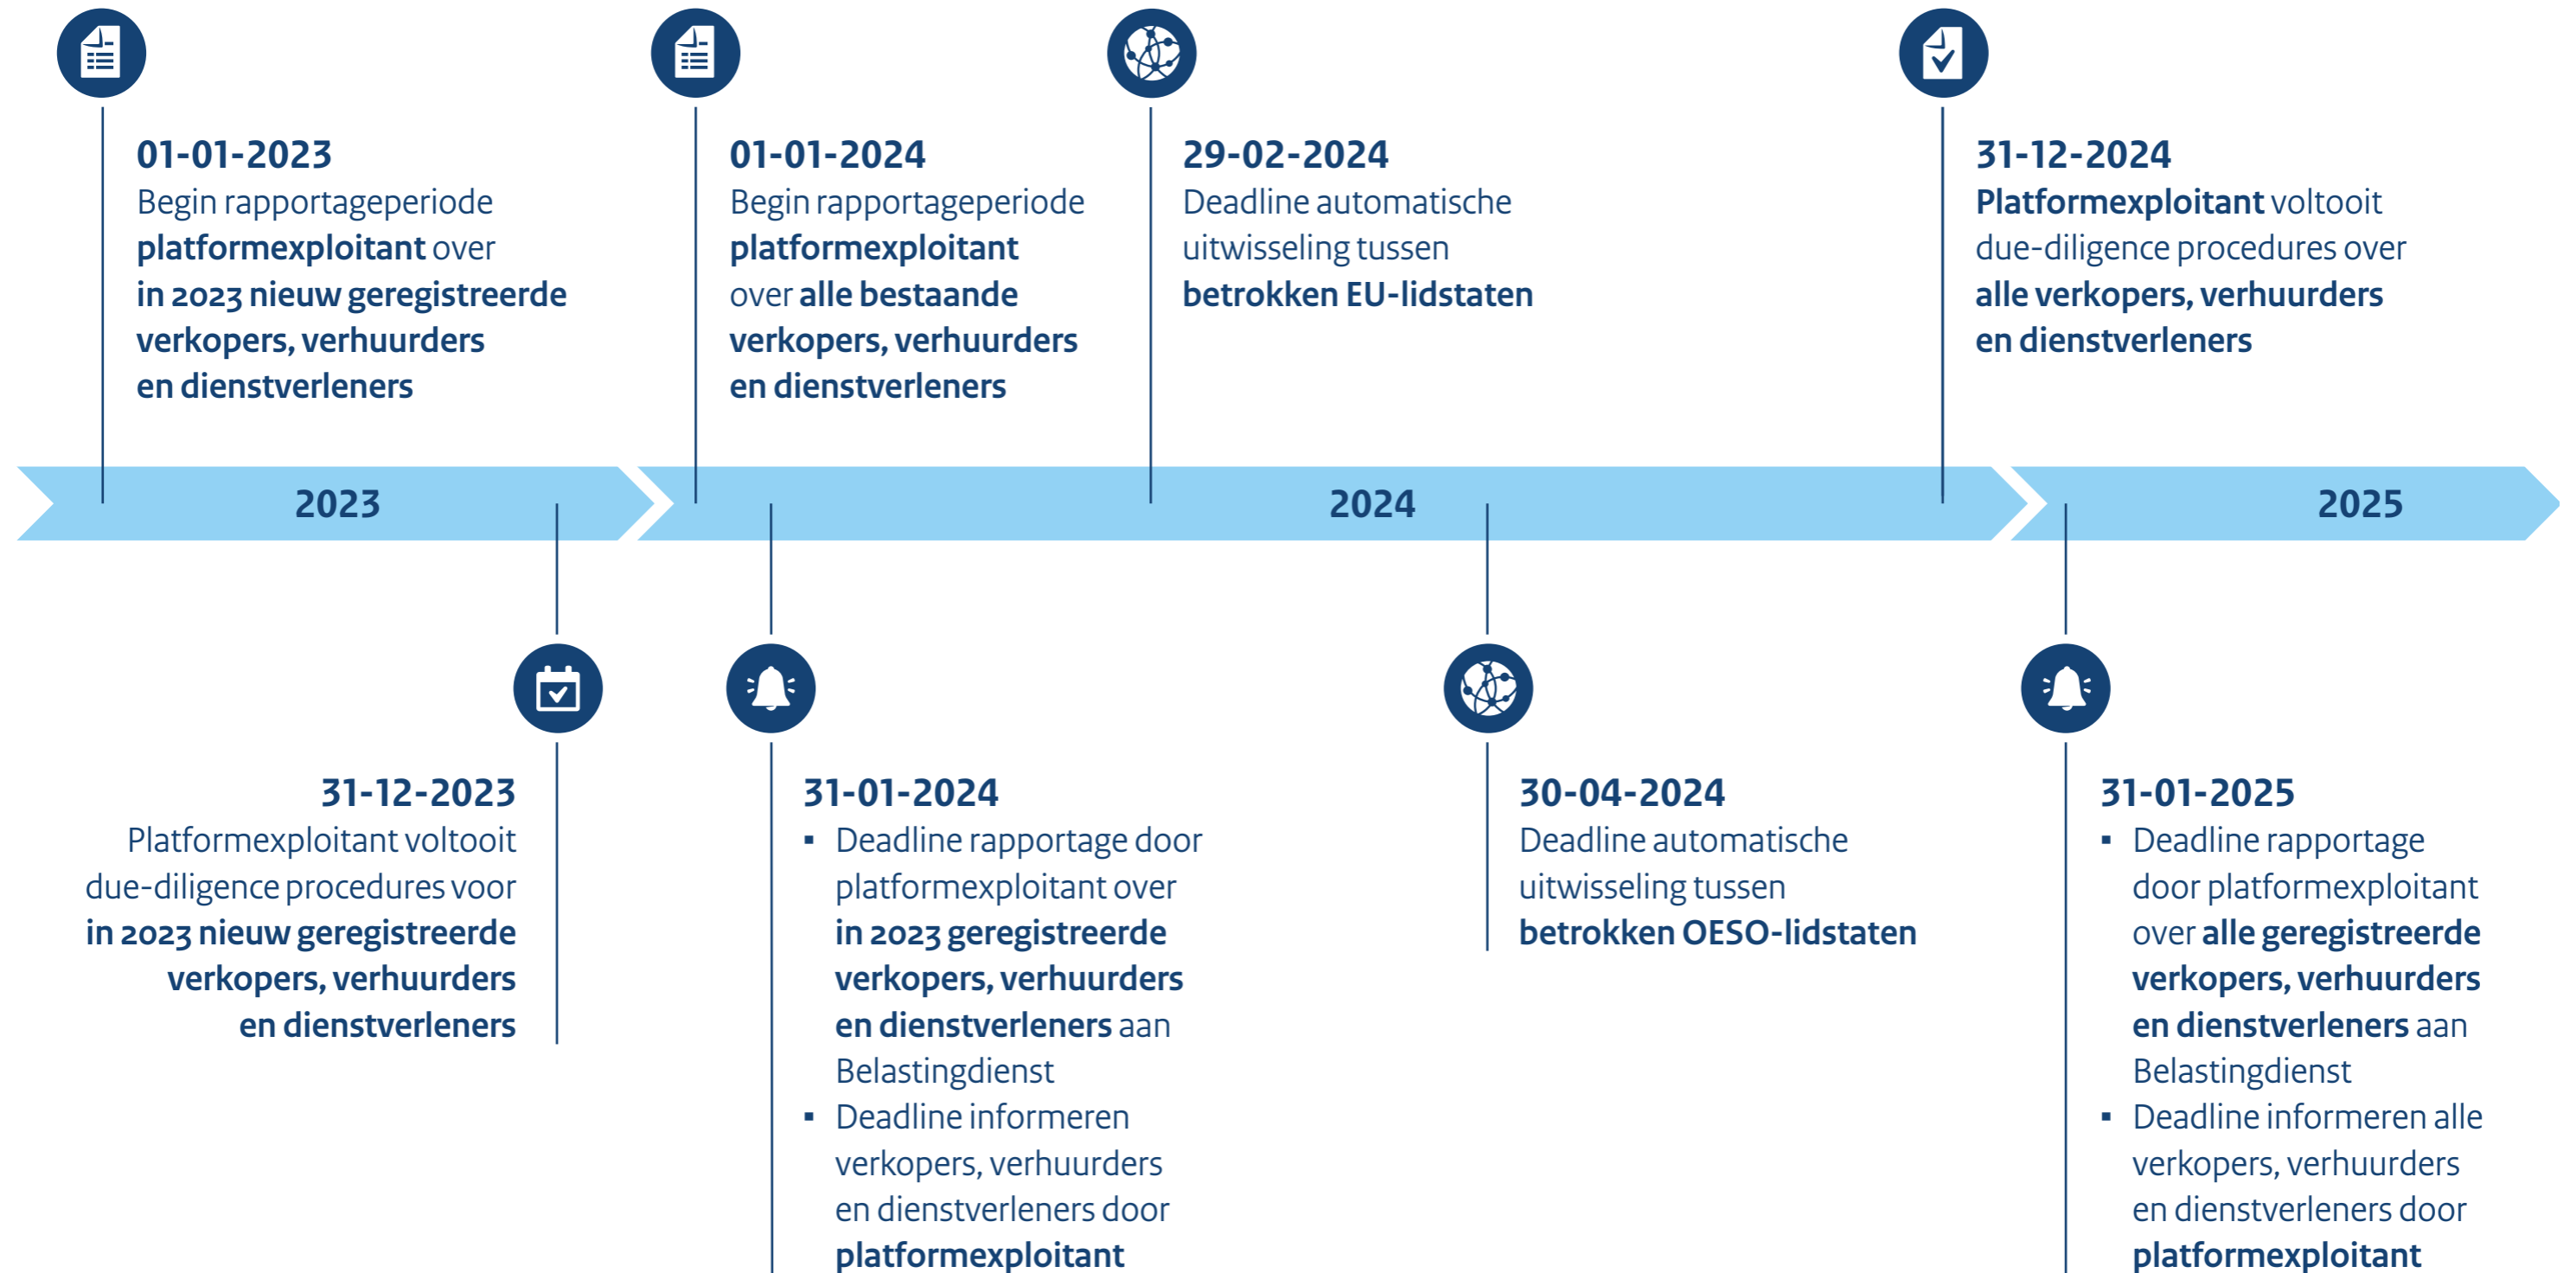 01-01-2023
Begin rapportageperiode
platformexploitant over
in 2023 nieuw geregistreerde
verkopers, verhuurders
en dienstverleners
01-01-2024
Begin rapportageperiode
platformexploitant
over alle bestaande
verkopers, verhuurders
en dienstverleners
29-02-2024
Deadline automatische
uitwisseling tussen
betrokken EU-lidstaten
31-12-2024
Platformexploitant voltooit
due-diligence procedures over
alle verkopers, verhuurders
en dienstverleners
2023
2024
2025
31-12-2023
Platformexploitant voltooit
due-diligence procedures voor
in 2023 nieuw geregistreerde
verkopers, verhuurders
en dienstverleners
31-01-2024
▪ Deadline rapportage door
platformexploitant over
in 2023 geregistreerde
verkopers, verhuurders
en dienstverleners aan
Belastingdienst
▪ Deadline informeren
verkopers, verhuurders
en dienstverleners door
platformexploitant
30-04-2024
Deadline automatische
uitwisseling tussen
betrokken OESO-lidstaten
31-01-2025
▪ Deadline rapportage
door platformexploitant
over alle geregistreerde
verkopers, verhuurders
en dienstverleners aan
Belastingdienst
▪ Deadline informeren alle
verkopers, verhuurders
en dienstverleners door
platformexploitant